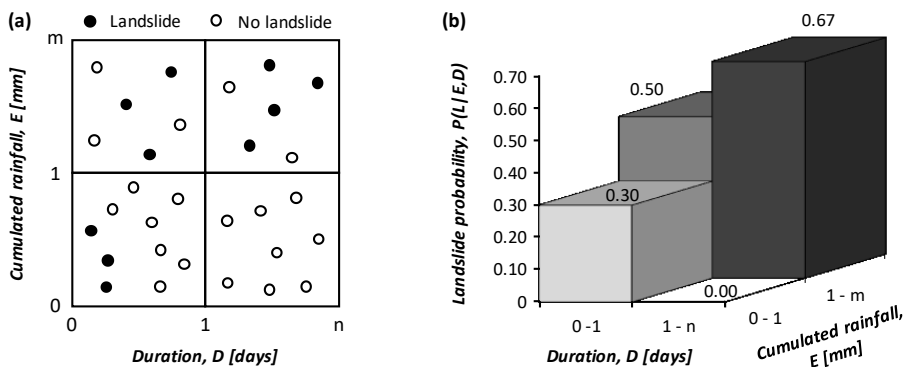 (a)
Landslide
No landslide
m
1
0
Cumulated rainfall, E [mm]
0
1
n
Duration, D [days]
(b)
0.67
0.50
0.30
0.00
0.70
0.60
0.50
0.40
0.30
0.20
0.10
0
Landslide probability, P(L|E,D)
0 - 1
1 - n
Duration, D [days]
0 - 1
1 - m
Cumulated rainfall,
E [mm]